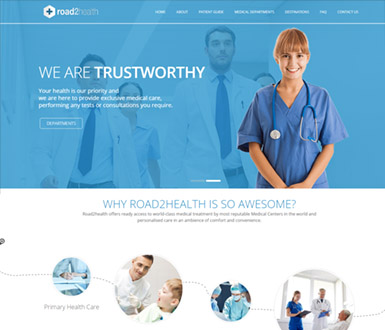 road2health
HOME ABOUT PATIENT GUIDE MEDICAL DEPARTMENTS DESTINATIONS FAQ CONTACT US
WE ARE TRUSTWORTHY
Your health is our priority and
we are here to provide exclusive medical care,
performing any tests or consultations you require.
DEPARTMENTS
WHY ROAD2HEALTH IS SO AWESOME?
Road2health offers ready access to world-class medical treatment by most reputable Medical Centers in the world and
personalised care in an ambience of comfort and convenience.
Primary Health Care